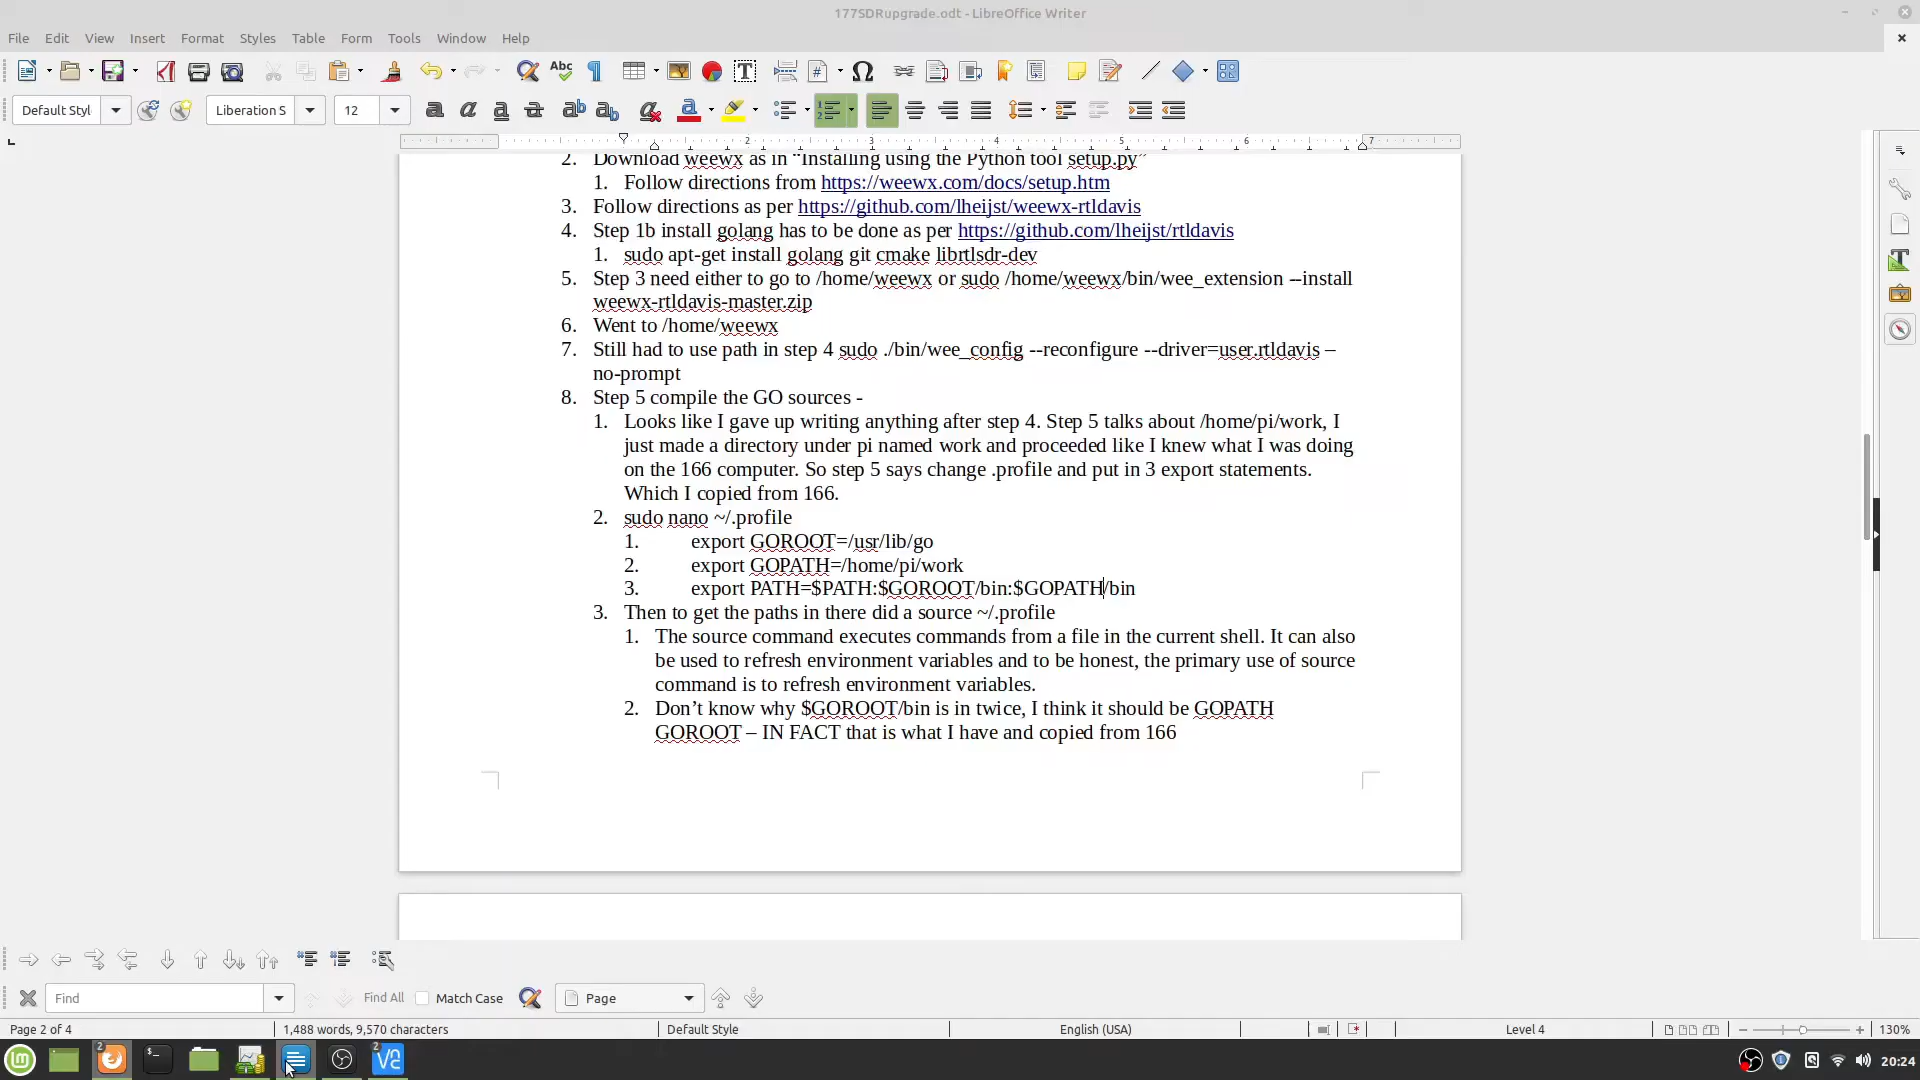 177SDRupgrade.odt - LibreOffice Writer
File Edit View Insert Format Styles Table Form Tools Window Help
Default Styl Liberation S 12
2 3 4 5 6 7
2. Download weewx as in “Installing using the Python tool setup.py”
1. Follow directions from https://weewx.com/docs/setup.htm
3. Follow directions as per https://github.com/lheijst/weewx-rtldavis
4. Step 1b install golang has to be done as per https://github.com/lheijst/rtldavis
1. sudo apt-get install golang git cmake librtlsdr-dev
5. Step 3 need either to go to /home/weewx or sudo /home/weewx/bin/wee_extension --install
weewx-rtldavis-master.zip
6. Went to /home/weewx
7. Still had to use path in step 4 sudo ./bin/wee_config --reconfigure --driver=user.rtldavis –
no-prompt
8. Step 5 compile the GO sources -
1. Looks like I gave up writing anything after step 4. Step 5 talks about /home/pi/work, I
just made a directory under pi named work and proceeded like I knew what I was doing
on the 166 computer. So step 5 says change .profile and put in 3 export statements.
Which I copied from 166.
2. sudo nano ~/.profile
1. export GOROOT=/usr/lib/go
2. export GOPATH=/home/pi/work
3. export PATH=$PATH:$GOROOT/bin:$GOPATH/bin
3. Then to get the paths in there did a source ~/.profile
1. The source command executes commands from a file in the current shell. It can also
be used to refresh environment variables and to be honest, the primary use of source
command is to refresh environment variables.
2. Don’t know why $GOROOT/bin is in twice, I think it should be GOPATH
GOROOT – IN FACT that is what I have and copied from 166
Find Find All Match Case Page
Page 2 of 4 1,488 words, 9,570 characters Default Style English (USA) Level 4 130%
20:24